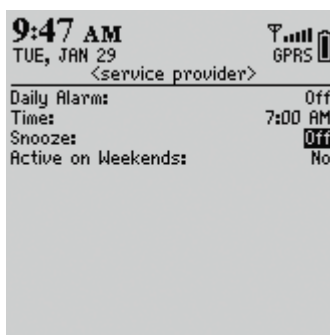 9:47 AM
TUE, JAN 29 GPRS
<service provider>
Daily Alarm: Off
Time: 7:00 AM
Snooze: Off
Active on Weekends: No